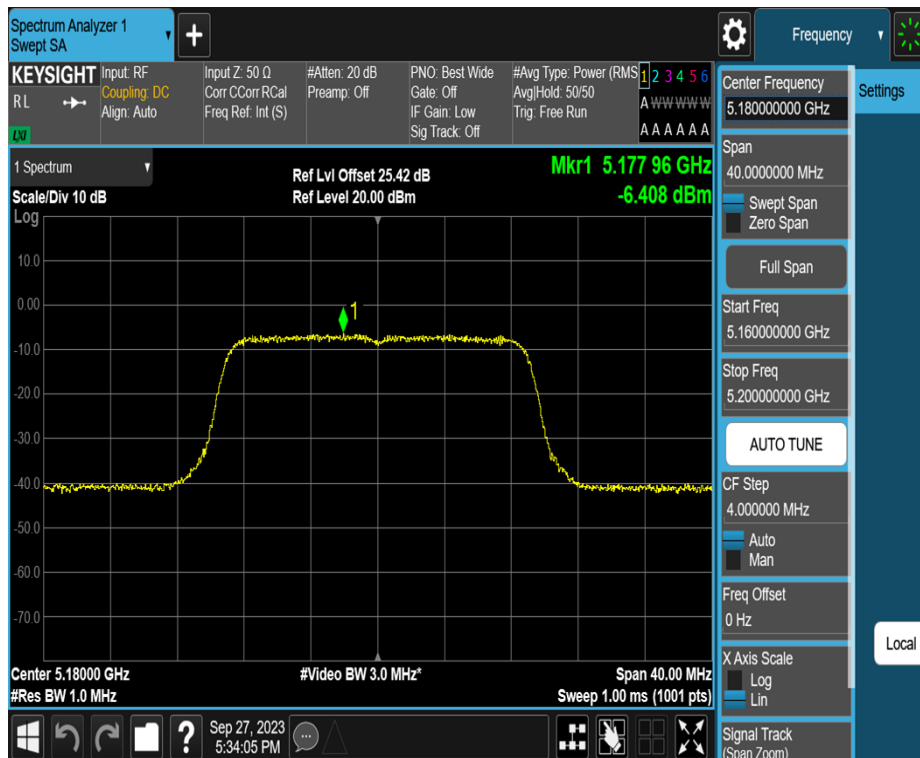 Spectrum Analyzer 1
Swept SA
+
Frequency
KEYSIGHT
R L
LXI
Input: RF
Coupling: DC
Align: Auto
Input Z: 50 Ω
Corr CCorr RCal
Freq Ref: Int (S)
#Atten: 20 dB
Preamp: Off
PNO: Best Wide
Gate: Off
IF Gain: Low
Sig Track: Off
#Avg Type: Power (RMS
Avg|Hold: 50/50
Trig: Free Run
1 2 3 4 5 6
A W W W W W
A A A A A A
1 Spectrum
Scale/Div 10 dB
Log
Ref Lvl Offset 25.42 dB
Ref Level 20.00 dBm
Mkr1 5.177 96 GHz
-6.408 dBm
10.0
0.00
-10.0
-20.0
-30.0
-40.0
-50.0
-60.0
-70.0
1
Center 5.18000 GHz
#Res BW 1.0 MHz
#Video BW 3.0 MHz*
Span 40.00 MHz
Sweep 1.00 ms (1001 pts)
Center Frequency
5.180000000 GHz
Settings
Span
40.0000000 MHz
Swept Span
Zero Span
Full Span
Start Freq
5.160000000 GHz
Stop Freq
5.200000000 GHz
AUTO TUNE
CF Step
4.000000 MHz
Auto
Man
Freq Offset
0 Hz
Local
X Axis Scale
Log
Lin
Signal Track
(Span Zoom)
?
Sep 27, 2023
5:34:05 PM